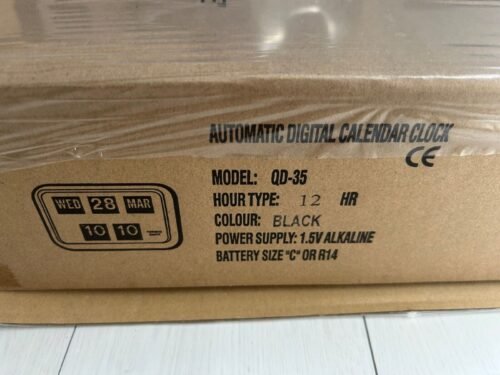 AUTOMATIC DIGITAL CALENDAR CLOCK
CE
MODEL: QD-35
HOUR TYPE: 12 HR
COLOUR: BLACK
POWER SUPPLY: 1.5V ALKALINE
BATTERY SIZE "C" OR R14
WED 28 MAR
10 10